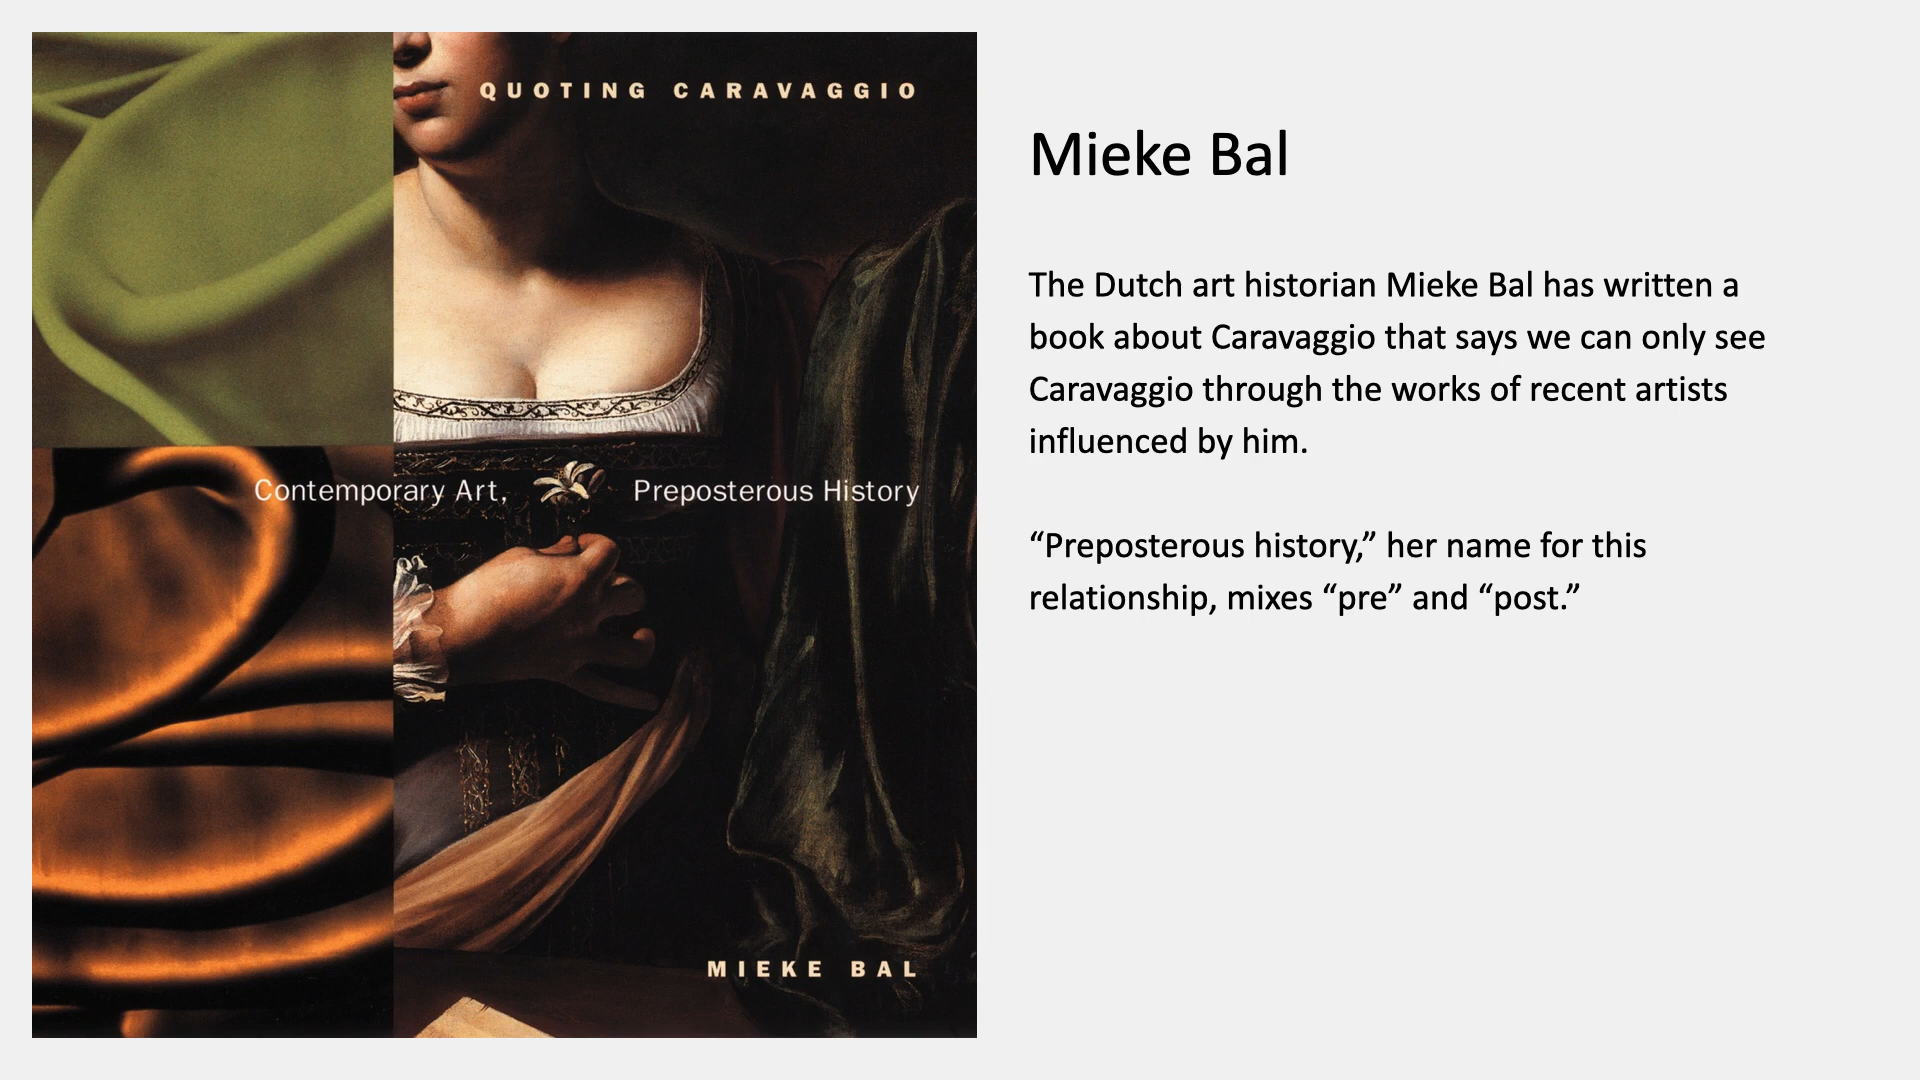 QUOTING CARAVAGGIO
Contemporary Art, Preposterous History
MIEKE BAL
Mieke Bal
The Dutch art historian Mieke Bal has written a
book about Caravaggio that says we can only see
Caravaggio through the works of recent artists
influenced by him.
“Preposterous history,” her name for this
relationship, mixes “pre” and “post.”